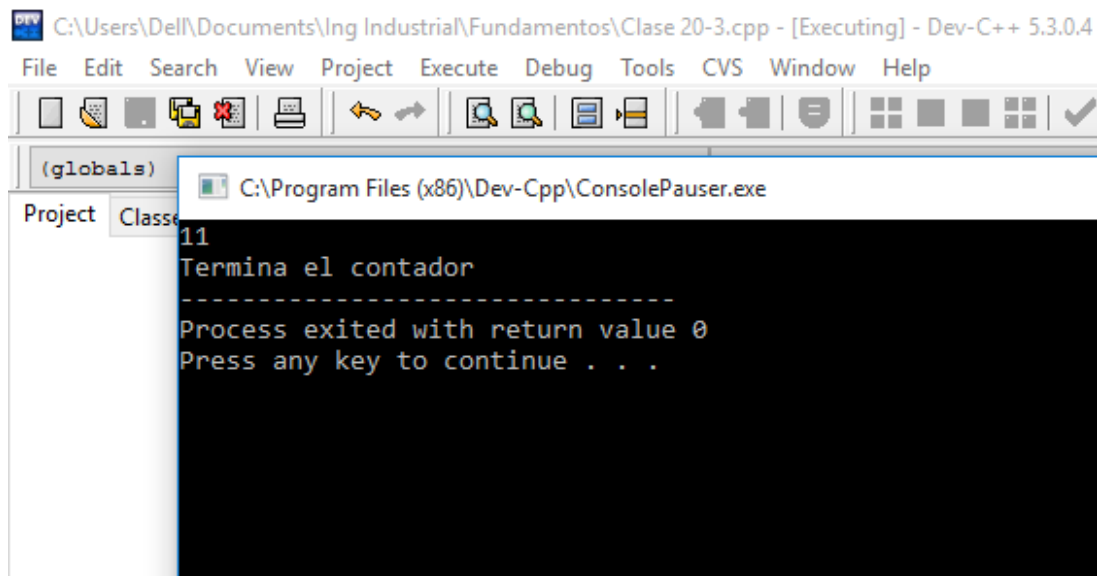 C:\Users\Dell\Documents\Ing Industrial\Fundamentos\Clase 20-3.cpp - [Executing] - Dev-C++ 5.3.0.4
File Edit Search View Project Execute Debug Tools CVS Window Help
(globals)
C:\Program Files (x86)\Dev-Cpp\ConsolePauser.exe
Project Classe
11
Termina el contador
--------------------------------
Process exited with return value 0
Press any key to continue . . .